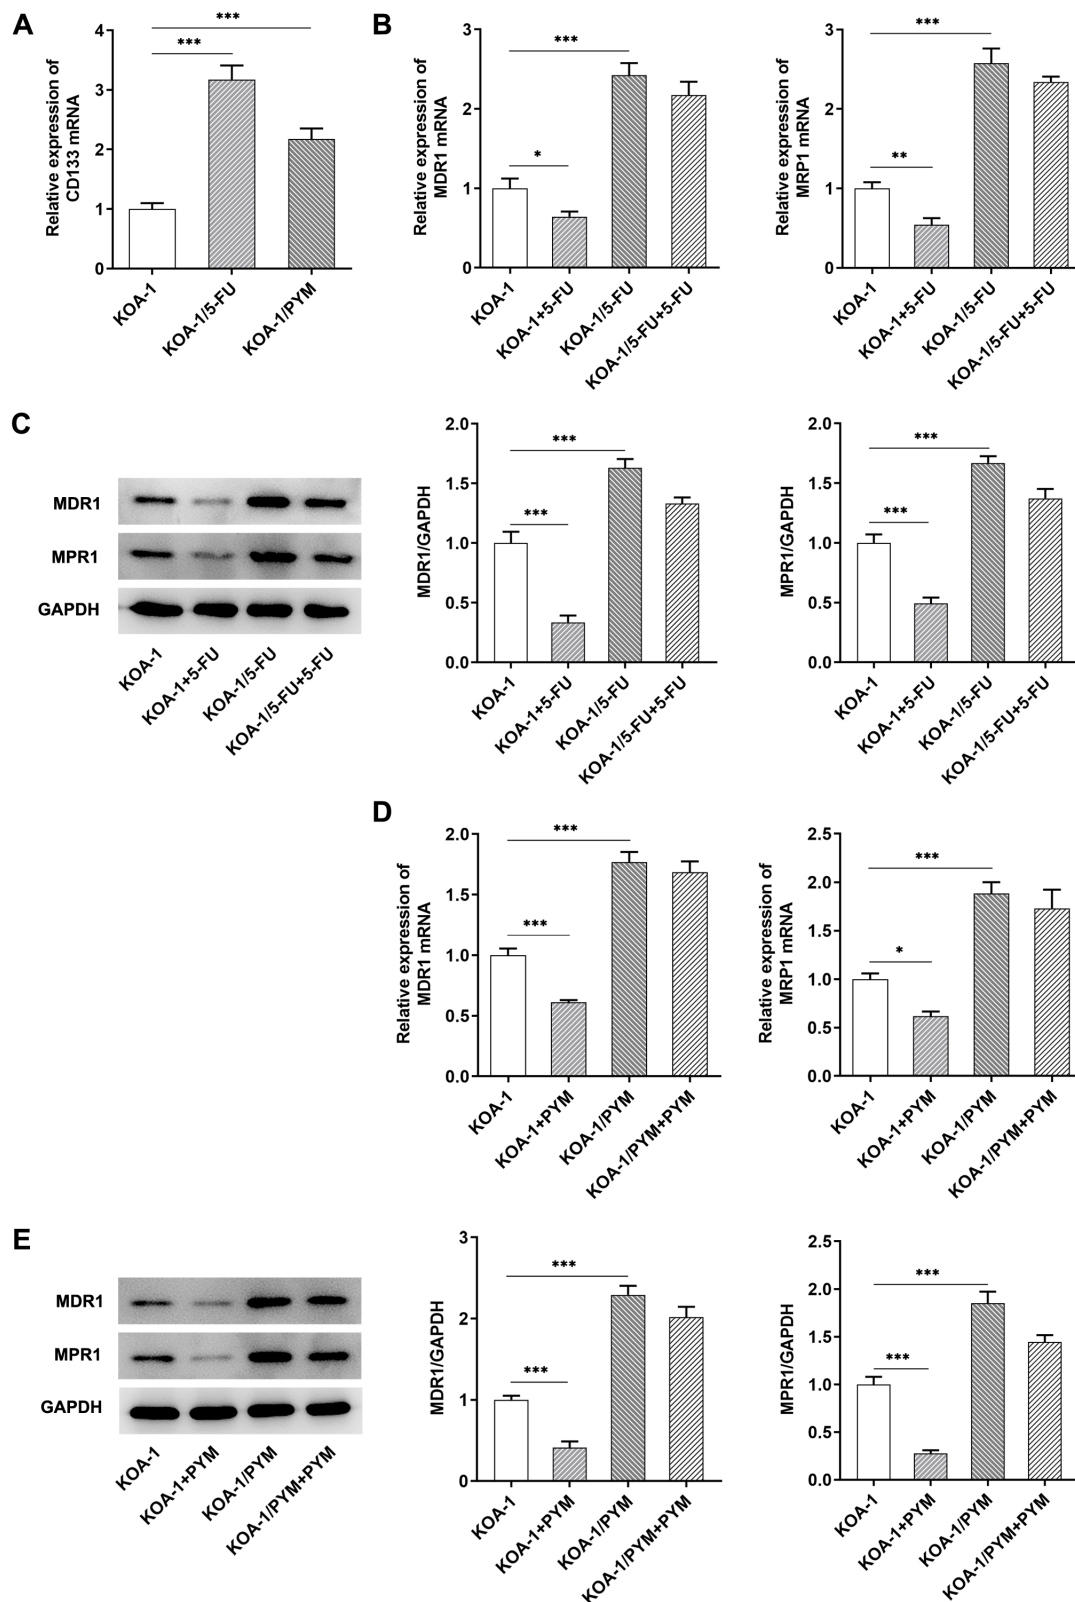 A
Relative expression of
CD133 mRNA
4
3
2
1
0
***
***
KOA-1
KOA-1/5-FU
KOA-1/PYM
B
Relative expression of
MDR1 mRNA
3
2
1
0
***
*
KOA-1
KOA-1+5-FU
KOA-1/5-FU
KOA-1/5-FU+5-FU
Relative expression of
MRP1 mRNA
3
2
1
0
***
**
KOA-1
KOA-1+5-FU
KOA-1/5-FU
KOA-1/5-FU+5-FU
C
MDR1
MPR1
GAPDH
KOA-1
KOA-1+5-FU
KOA-1/5-FU
KOA-1/5-FU+5-FU
MDR1/GAPDH
2.0
1.5
1.0
0.5
0.0
***
***
KOA-1
KOA-1+5-FU
KOA-1/5-FU
KOA-1/5-FU+5-FU
MPR1/GAPDH
2.0
1.5
1.0
0.5
0.0
***
***
KOA-1
KOA-1+5-FU
KOA-1/5-FU
KOA-1/5-FU+5-FU
D
Relative expression of
MDR1 mRNA
2.0
1.5
1.0
0.5
0.0
***
***
KOA-1
KOA-1+PYM
KOA-1/PYM
KOA-1/PYM+PYM
Relative expression of
MRP1 mRNA
2.5
2.0
1.5
1.0
0.5
0.0
***
*
KOA-1
KOA-1+PYM
KOA-1/PYM
KOA-1/PYM+PYM
E
MDR1
MPR1
GAPDH
KOA-1
KOA-1+PYM
KOA-1/PYM
KOA-1/PYM+PYM
MDR1/GAPDH
3
2
1
0
***
***
KOA-1
KOA-1+PYM
KOA-1/PYM
KOA-1/PYM+PYM
MPR1/GAPDH
2.5
2.0
1.5
1.0
0.5
0.0
***
***
KOA-1
KOA-1+PYM
KOA-1/PYM
KOA-1/PYM+PYM